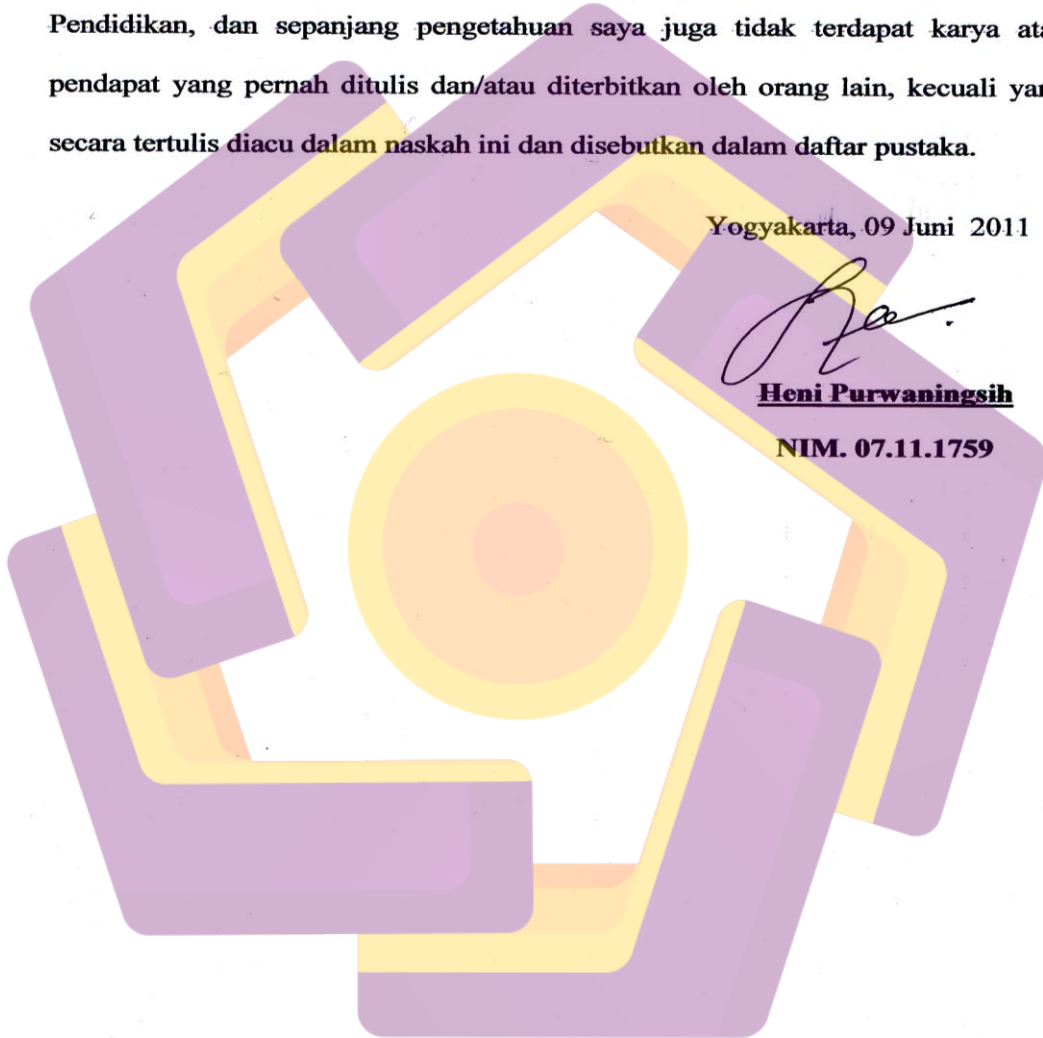 Pendidikan, dan sepanjang pengetahuan saya juga tidak terdapat karya ata
pendapat yang pernah ditulis dan/atau diterbitkan oleh orang lain, kecuali yan
secara tertulis diacu dalam naskah ini dan disebutkan dalam daftar pustaka.
Yogyakarta, 09 Juni 2011
Heni Purwaningsih
NIM. 07.11.1759